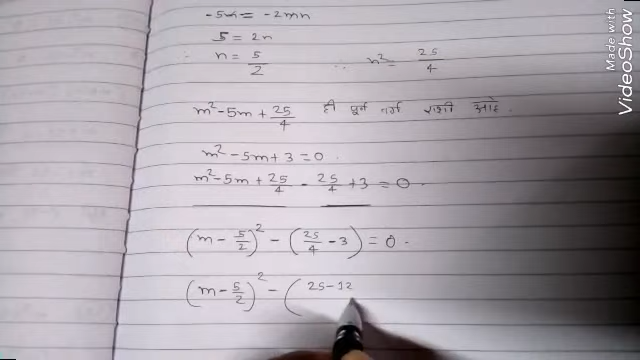 -5m = -2mn
5 = 2n
∴ n = 5/2 ∴ n² = 25/4
m² - 5m + 25/4 ही पूर्ण वर्ग राशी आहे.
m² - 5m + 3 = 0.
m² - 5m + 25/4 - 25/4 + 3 = 0.
(m - 5/2)² - (25/4 - 3) = 0.
(m - 5/2)² - (25-12
Made with
VideoShow